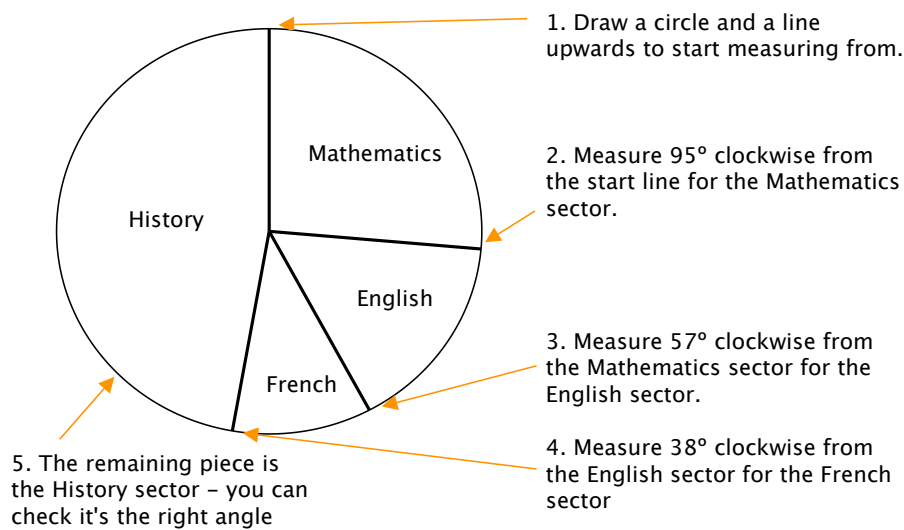 1. Draw a circle and a line
upwards to start measuring from.
Mathematics
2. Measure 95º clockwise from
the start line for the Mathematics
sector.
History
English
3. Measure 57º clockwise from
the Mathematics sector for the
English sector.
French
4. Measure 38º clockwise from
the English sector for the French
sector
5. The remaining piece is
the History sector – you can
check it's the right angle